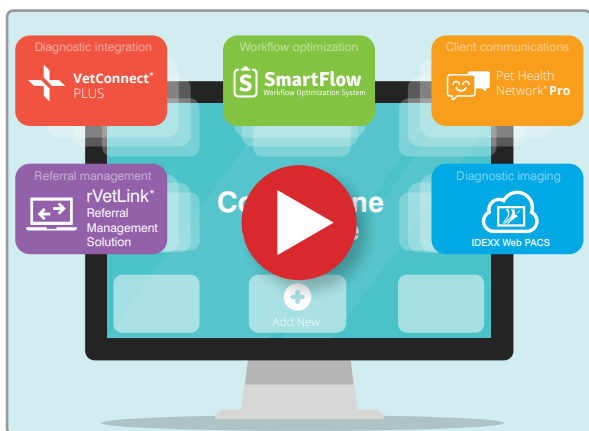 Diagnostic integration
VetConnect*
PLUS
Workflow optimization
SmartFlow
Workflow Optimization System
Client communications
Pet Health
Network* Pro
Referral management
rVetLink*
Referral
Management
Solution
Diagnostic imaging
IDEXX Web PACS
Add New